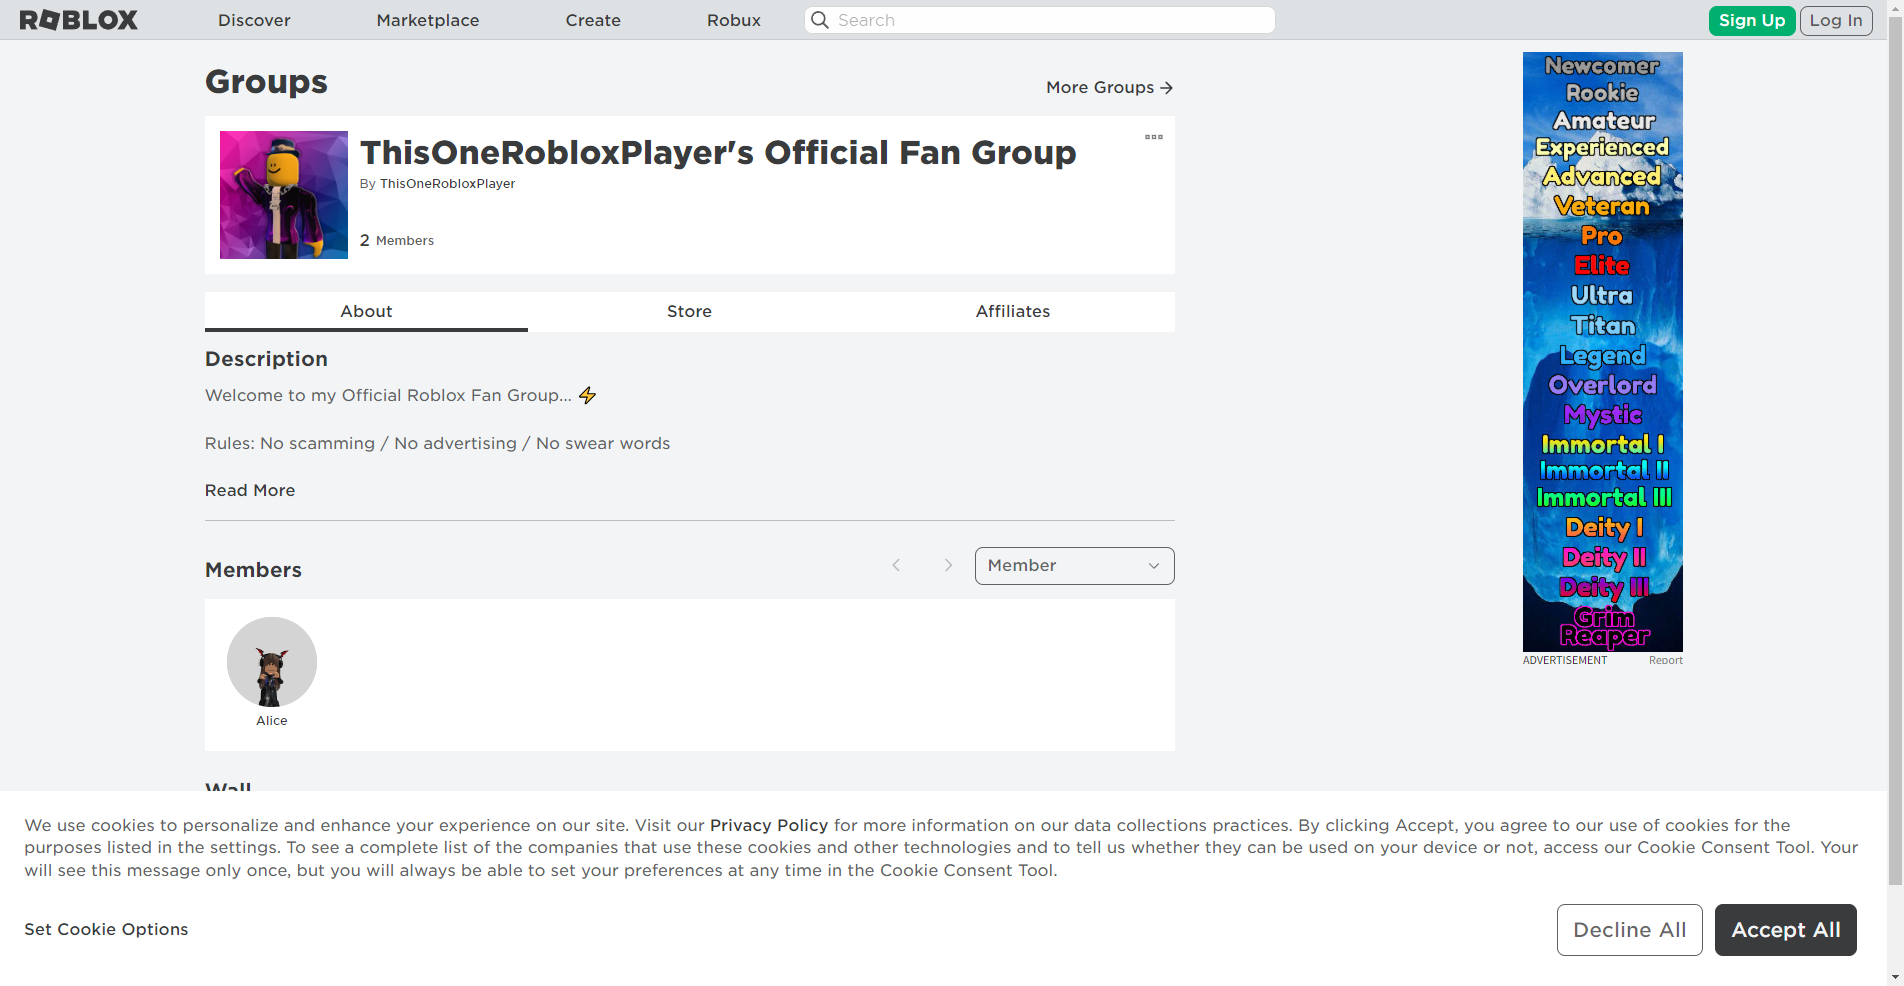 ROBLOX
Discover
Marketplace
Create
Robux
Search
Sign Up
Log In
Groups
More Groups
ThisOneRobloxPlayer's Official Fan Group
By ThisOneRobloxPlayer
2 Members
About
Store
Affiliates
Description
Welcome to my Official Roblox Fan Group... ⚡
Rules: No scamming / No advertising / No swear words
Read More
Members
Member
Alice
Wall
Newcomer
Rookie
Amateur
Experienced
Advanced
Veteran
Pro
Elite
Ultra
Titan
Legend
Overlord
Mystic
Immortal I
Immortal II
Immortal III
Deity I
Deity II
Deity III
Grim
Reaper
ADVERTISEMENT
Report
We use cookies to personalize and enhance your experience on our site. Visit our Privacy Policy for more information on our data collections practices. By clicking Accept, you agree to our use of cookies for the
purposes listed in the settings. To see a complete list of the companies that use these cookies and other technologies and to tell us whether they can be used on your device or not, access our Cookie Consent Tool. Your
will see this message only once, but you will always be able to set your preferences at any time in the Cookie Consent Tool.
Set Cookie Options
Decline All
Accept All